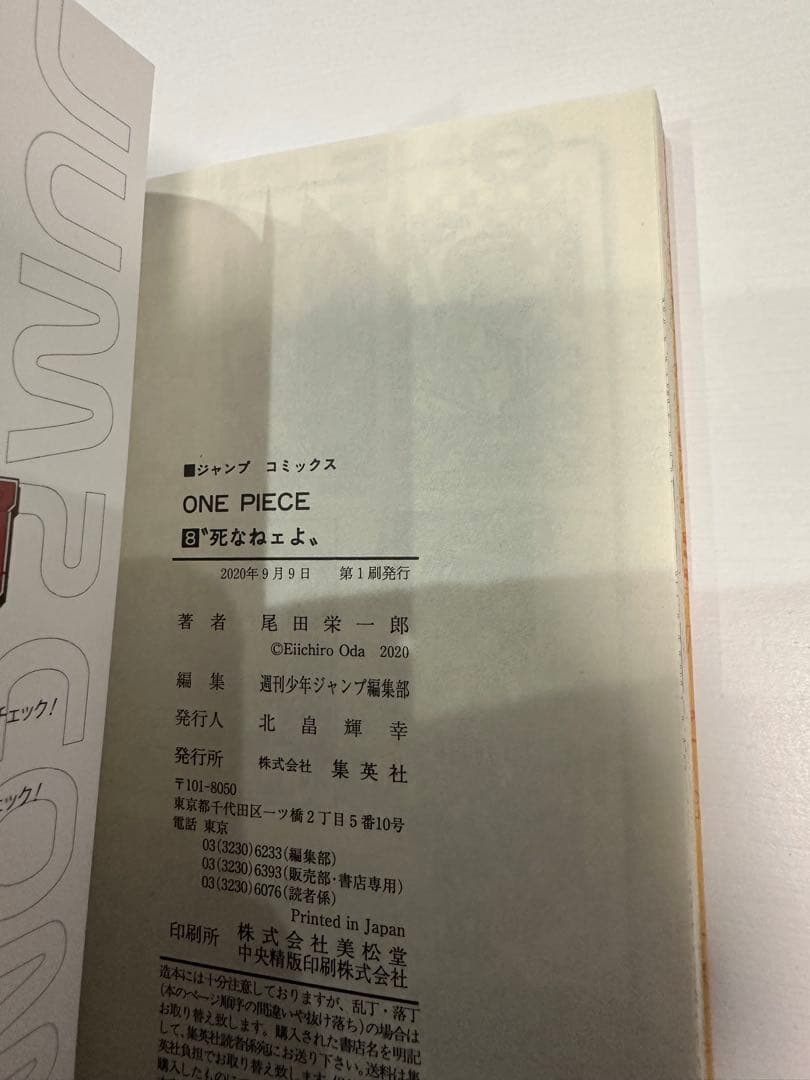 JUMP COM
チェック!
ック!
■ジャンプ コミックス
ONE PIECE
8〝死なねェよ〟
2020年9月9日 第1刷発行
著者 尾田栄一郎
©Eiichiro Oda 2020
編集 週刊少年ジャンプ編集部
発行人 北畠輝幸
発行所 株式会社 集英社
〒101-8050
東京都千代田区一ツ橋2丁目5番10号
電話 東京
03(3230)6233(編集部)
03(3230)6393(販売部・書店専用)
03(3230)6076(読者係)
Printed in Japan
印刷所 株式会社美松堂
中央精版印刷株式会社
造本には十分注意しておりますが、乱丁・落丁
(本のページ順序の間違いや抜け落ち)の場合は
お取り替え致します。購入された書店名を明記
して、集英社読者係宛にお送り下さい。送料は集
英社負担でお取り替え致します。
購入したものに